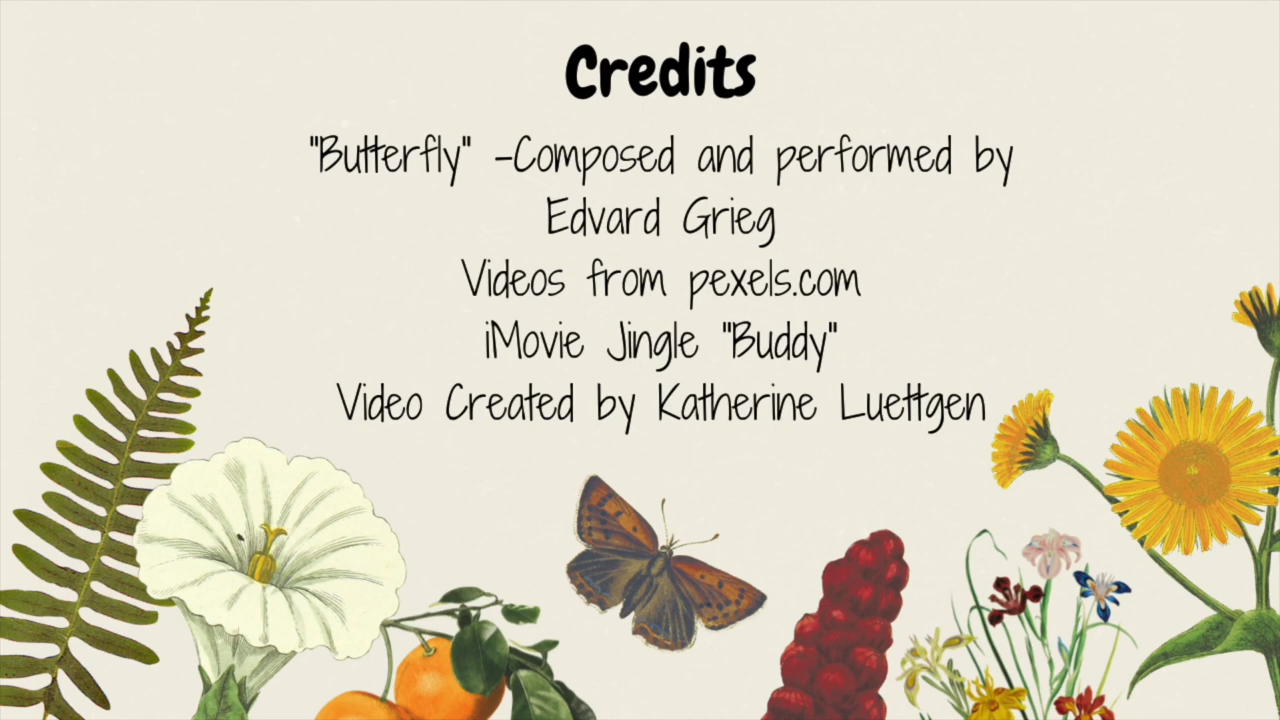 Credits
"Butterfly" -Composed and performed by
Edvard Grieg
Videos from pexels.com
iMovie Jingle "Buddy"
Video Created by Katherine Luettgen